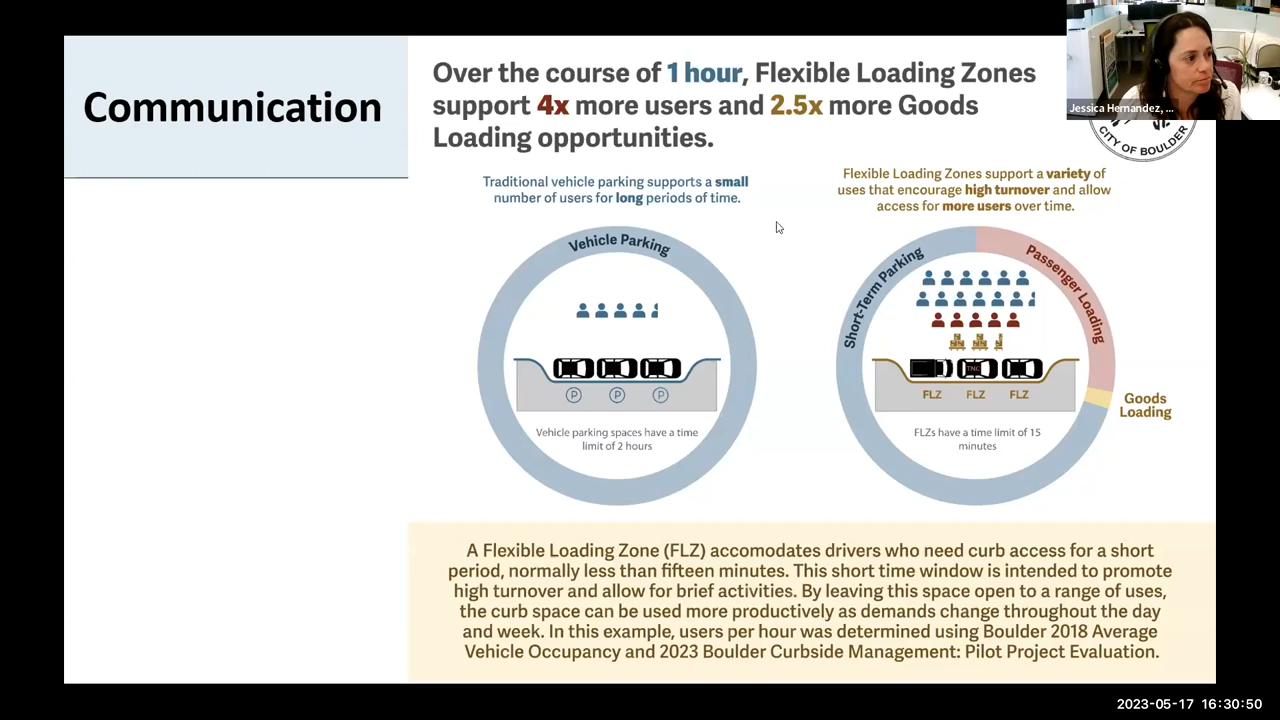 Communication
Over the course of 1 hour, Flexible Loading Zones
support 4x more users and 2.5x more Goods
Loading opportunities.
Jessica Hernandez, ...
CITY OF BOULDER
Traditional vehicle parking supports a small
number of users for long periods of time.
Flexible Loading Zones support a variety of
uses that encourage high turnover and allow
access for more users over time.
Vehicle Parking
P P P
Vehicle parking spaces have a time
limit of 2 hours
Short-Term Parking
Passenger Loading
TNC
FLZ FLZ FLZ
FLZs have a time limit of 15
minutes
Goods
Loading
A Flexible Loading Zone (FLZ) accomodates drivers who need curb access for a short
period, normally less than fifteen minutes. This short time window is intended to promote
high turnover and allow for brief activities. By leaving this space open to a range of uses,
the curb space can be used more productively as demands change throughout the day
and week. In this example, users per hour was determined using Boulder 2018 Average
Vehicle Occupancy and 2023 Boulder Curbside Management: Pilot Project Evaluation.
2023-05-17 16:30:50